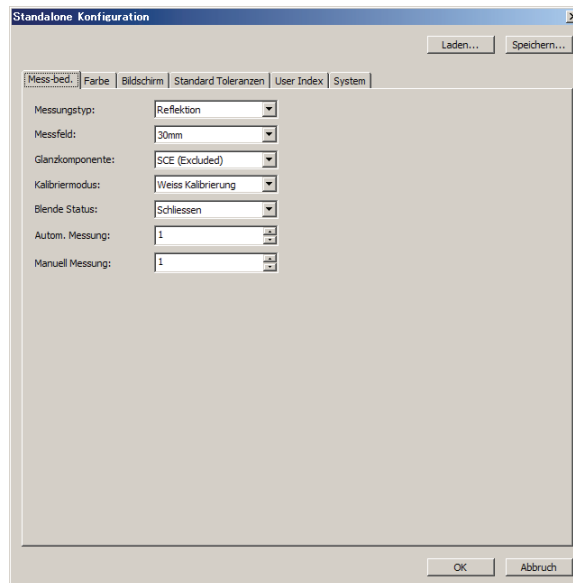 Standalone Konfiguration
Laden... Speichern...
Mess-bed. Farbe Bildschirm Standard Toleranzen User Index System
Messungstyp: Reflektion
Messfeld: 30mm
Glanzkomponente: SCE (Excluded)
Kalibriermodus: Weiss Kalibrierung
Blende Status: Schliessen
Autom. Messung: 1
Manuell Messung: 1
OK Abbruch